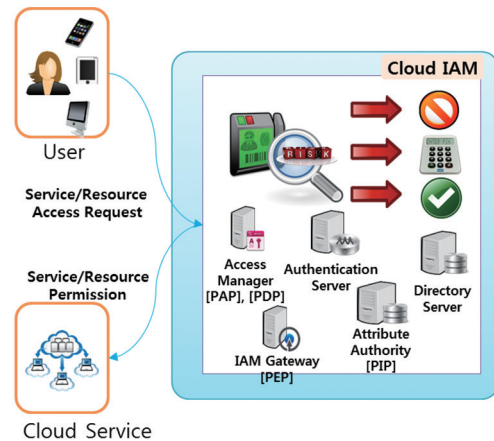 Cloud IAM
RISK
User
Service/Resource
Access Request
Access
Manager
[PAP], [PDP]
Authentication
Server
Directory
Server
Service/Resource
Permission
Attribute
Authority
[PIP]
IAM Gateway
[PEP]
Cloud Service